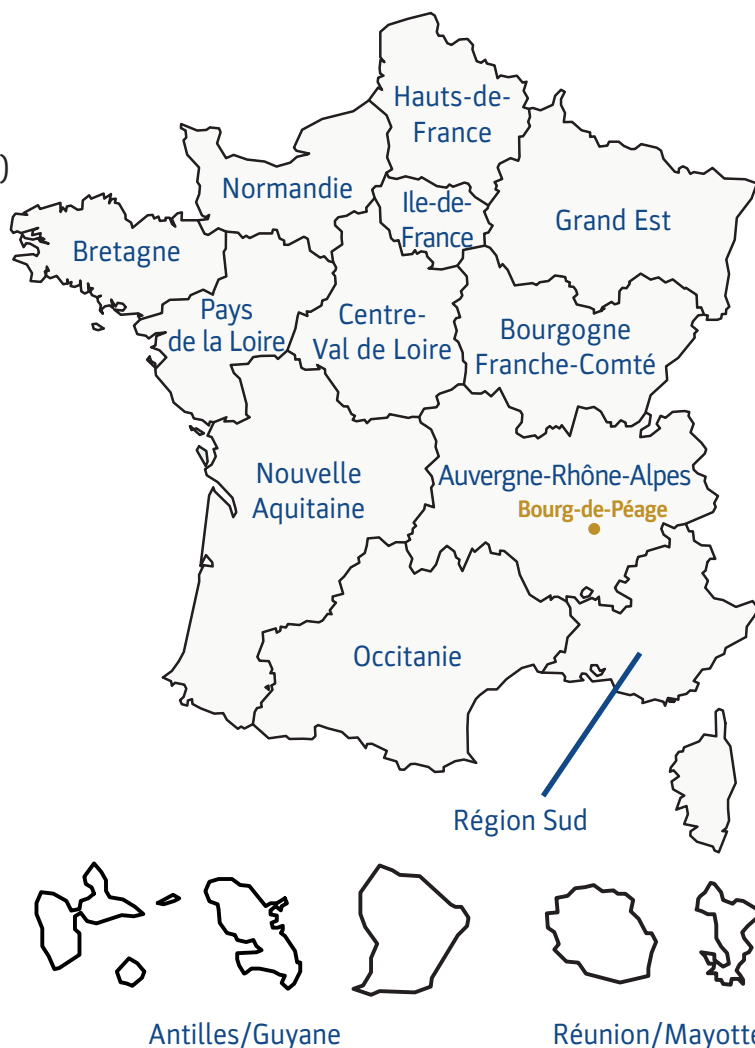 Hauts-de-
France
)
Normandie
Ile-de-
France
Grand Est
Bretagne
Pays
de la Loire
Centre-
Val de Loire
Bourgogne
Franche-Comté
Nouvelle
Aquitaine
Auvergne-Rhône-Alpes
Bourg-de-Péage
Occitanie
Région Sud
Antilles/Guyane
Réunion/Mayotte